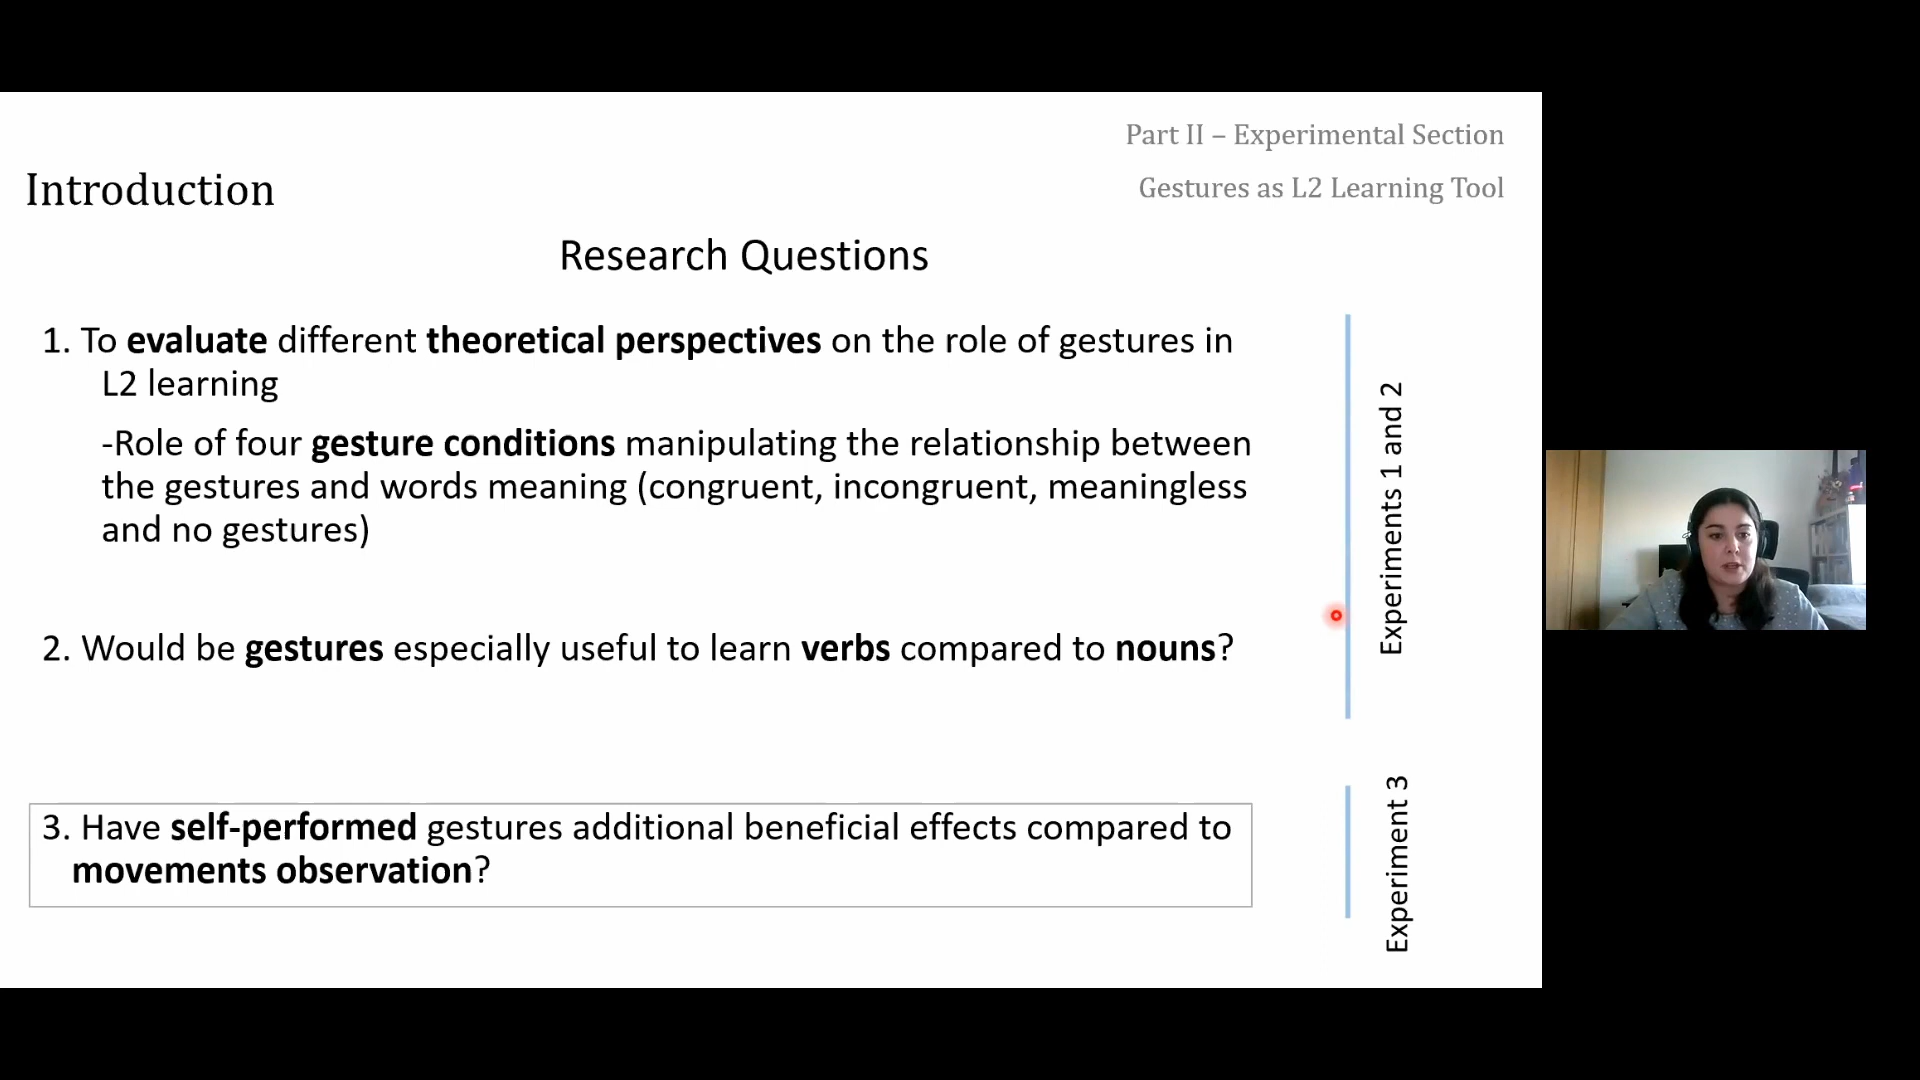 Part II – Experimental Section
Introduction
Gestures as L2 Learning Tool
Research Questions
1. To evaluate different theoretical perspectives on the role of gestures in
L2 learning
-Role of four gesture conditions manipulating the relationship between
the gestures and words meaning (congruent, incongruent, meaningless
and no gestures)
2. Would be gestures especially useful to learn verbs compared to nouns?
Experiments 1 and 2
3. Have self-performed gestures additional beneficial effects compared to
movements observation?
Experiment 3